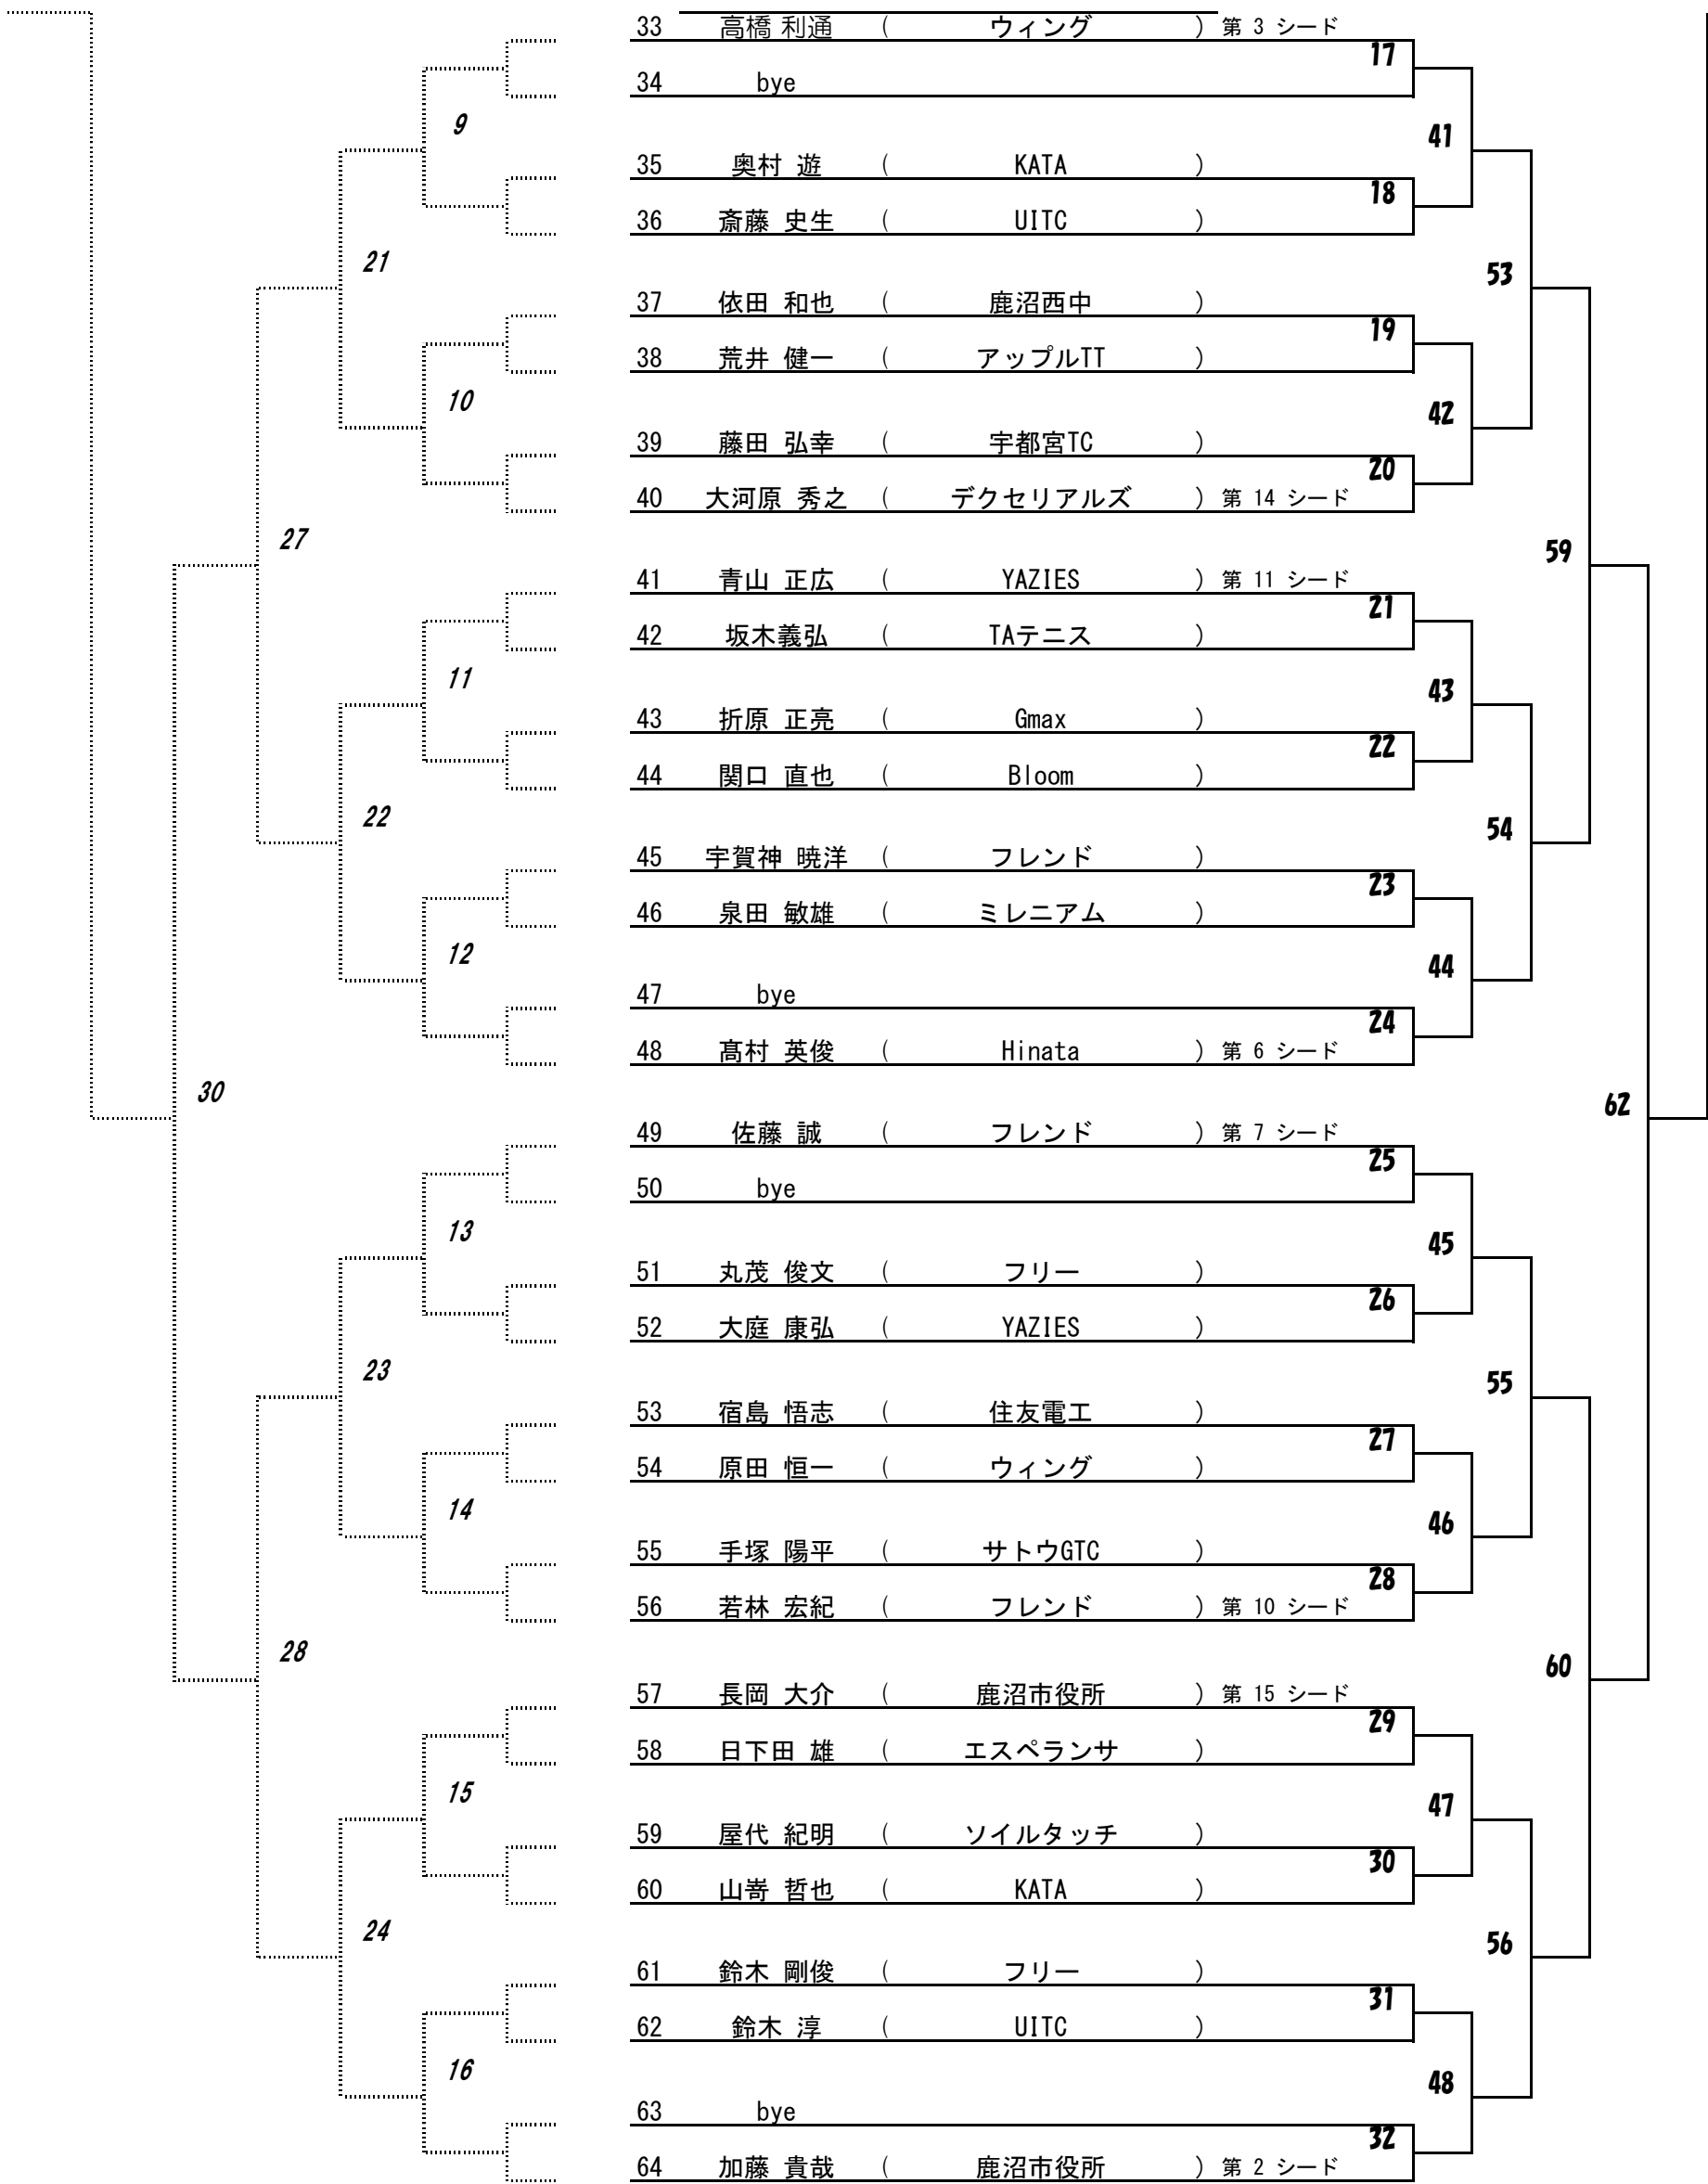 33 高橋 利通 ( ウィング ) 第 3 シード
17
34 bye
9
41
35 奥村 遊 ( KATA )
18
36 斎藤 史生 ( UITC )
21
53
37 依田 和也 ( 鹿沼西中 )
19
38 荒井 健一 ( アップルTT )
10
42
39 藤田 弘幸 ( 宇都宮TC )
20
40 大河原 秀之 ( デクセリアルズ ) 第 14 シード
27
59
41 青山 正広 ( YAZIES ) 第 11 シード
21
42 坂木義弘 ( TAテニス )
11
43
43 折原 正亮 ( Gmax )
22
44 関口 直也 ( Bloom )
22
54
45 宇賀神 暁洋 ( フレンド )
23
46 泉田 敏雄 ( ミレニアム )
12
44
47 bye
24
48 髙村 英俊 ( Hinata ) 第 6 シード
30
62
49 佐藤 誠 ( フレンド ) 第 7 シード
25
50 bye
13
45
51 丸茂 俊文 ( フリー )
26
52 大庭 康弘 ( YAZIES )
23
55
53 宿島 悟志 ( 住友電工 )
27
54 原田 恒一 ( ウィング )
14
46
55 手塚 陽平 ( サトウGTC )
28
56 若林 宏紀 ( フレンド ) 第 10 シード
28
60
57 長岡 大介 ( 鹿沼市役所 ) 第 15 シード
29
58 日下田 雄 ( エスペランサ )
15
47
59 屋代 紀明 ( ソイルタッチ )
30
60 山嵜 哲也 ( KATA )
24
56
61 鈴木 剛俊 ( フリー )
31
62 鈴木 淳 ( UITC )
16
48
63 bye
32
64 加藤 貴哉 ( 鹿沼市役所 ) 第 2 シード